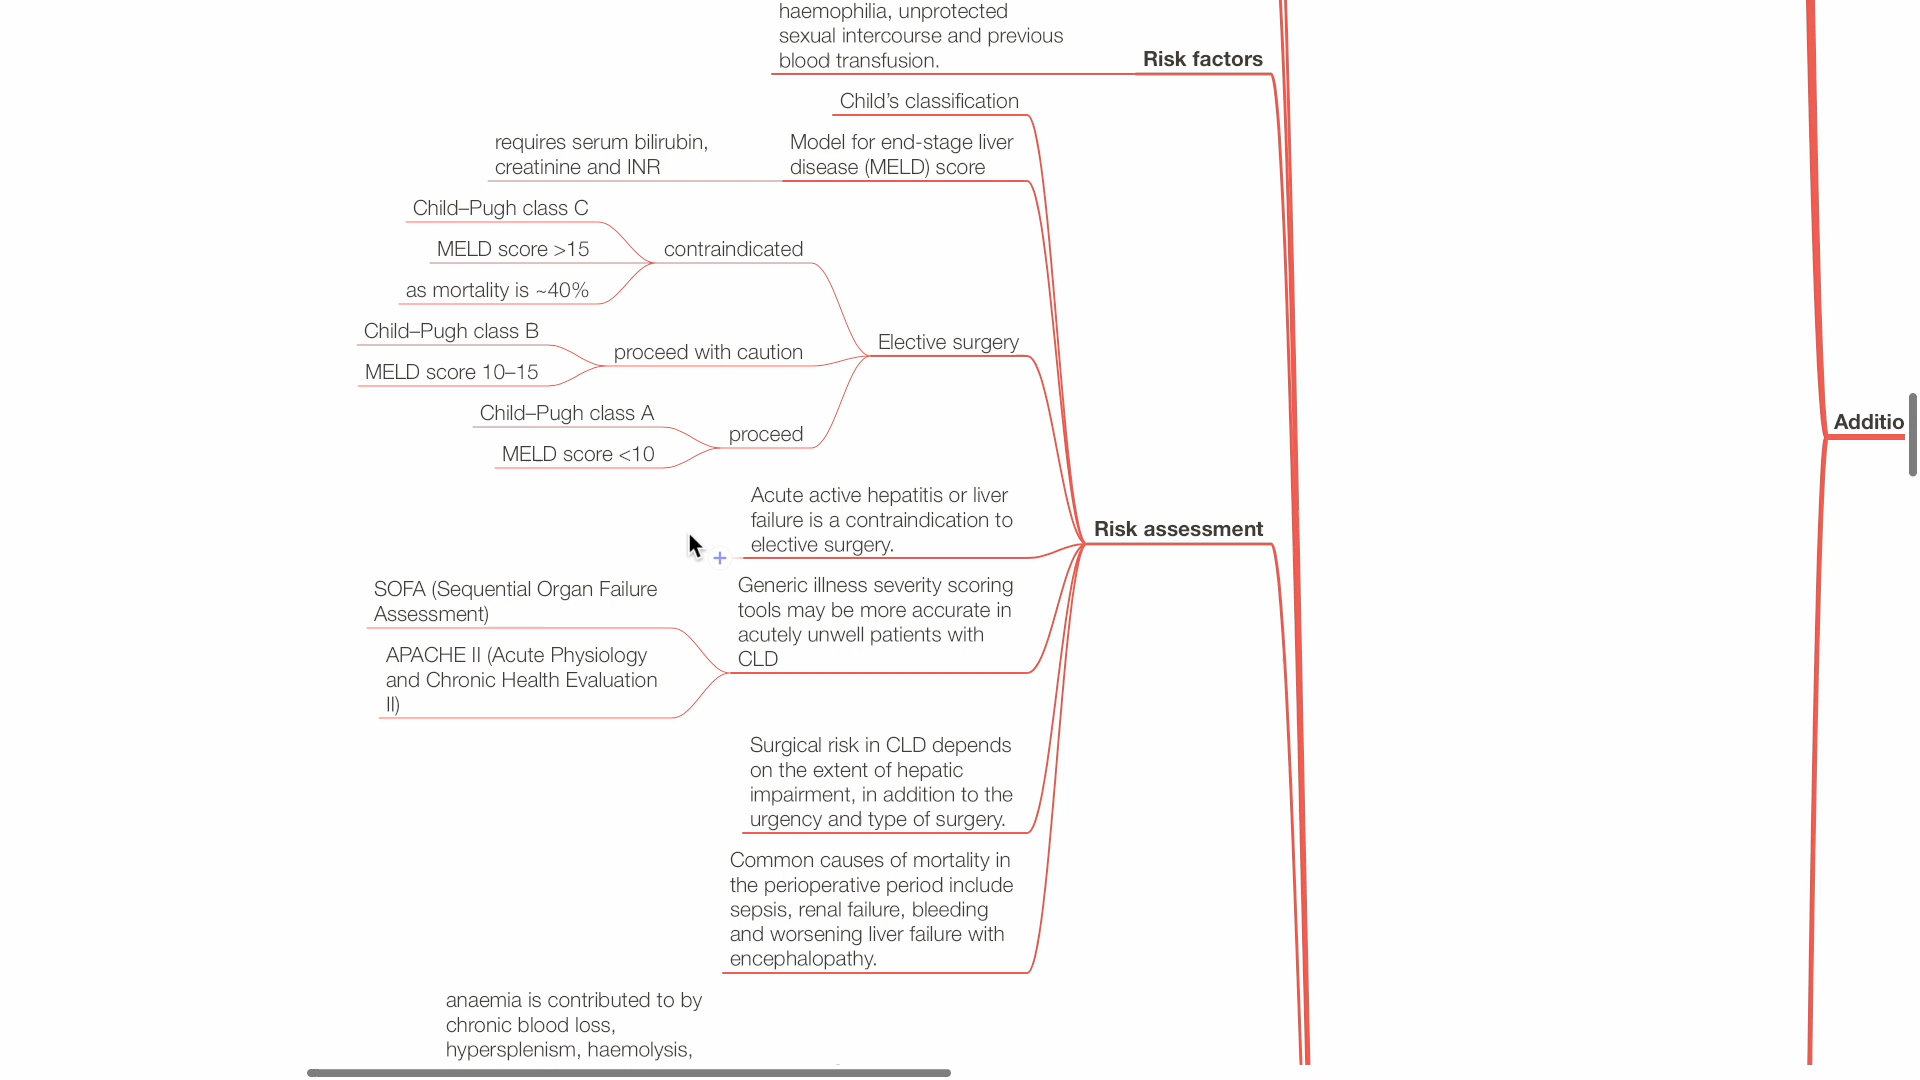 haemophilia, unprotected
sexual intercourse and previous
blood transfusion.
Risk factors
Child’s classification
requires serum bilirubin,
creatinine and INR
Model for end-stage liver
disease (MELD) score
Child–Pugh class C
MELD score >15
as mortality is ~40%
contraindicated
Child–Pugh class B
MELD score 10–15
proceed with caution
Elective surgery
Child–Pugh class A
MELD score <10
proceed
Acute active hepatitis or liver
failure is a contraindication to
elective surgery.
Risk assessment
SOFA (Sequential Organ Failure
Assessment)
APACHE II (Acute Physiology
and Chronic Health Evaluation
II)
Generic illness severity scoring
tools may be more accurate in
acutely unwell patients with
CLD
Surgical risk in CLD depends
on the extent of hepatic
impairment, in addition to the
urgency and type of surgery.
Common causes of mortality in
the perioperative period include
sepsis, renal failure, bleeding
and worsening liver failure with
encephalopathy.
anaemia is contributed to by
chronic blood loss,
hypersplenism, haemolysis,
Additio